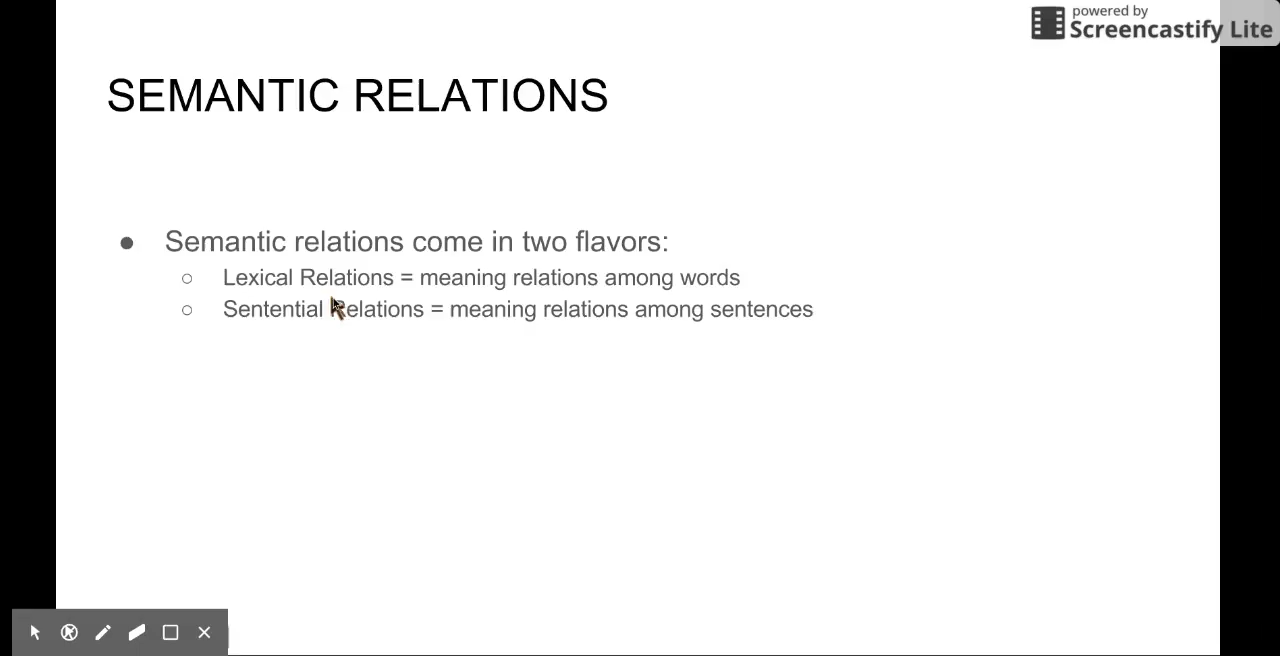 powered by
Screencastify Lite
SEMANTIC RELATIONS
● Semantic relations come in two flavors:
○ Lexical Relations = meaning relations among words
○ Sentential Relations = meaning relations among sentences